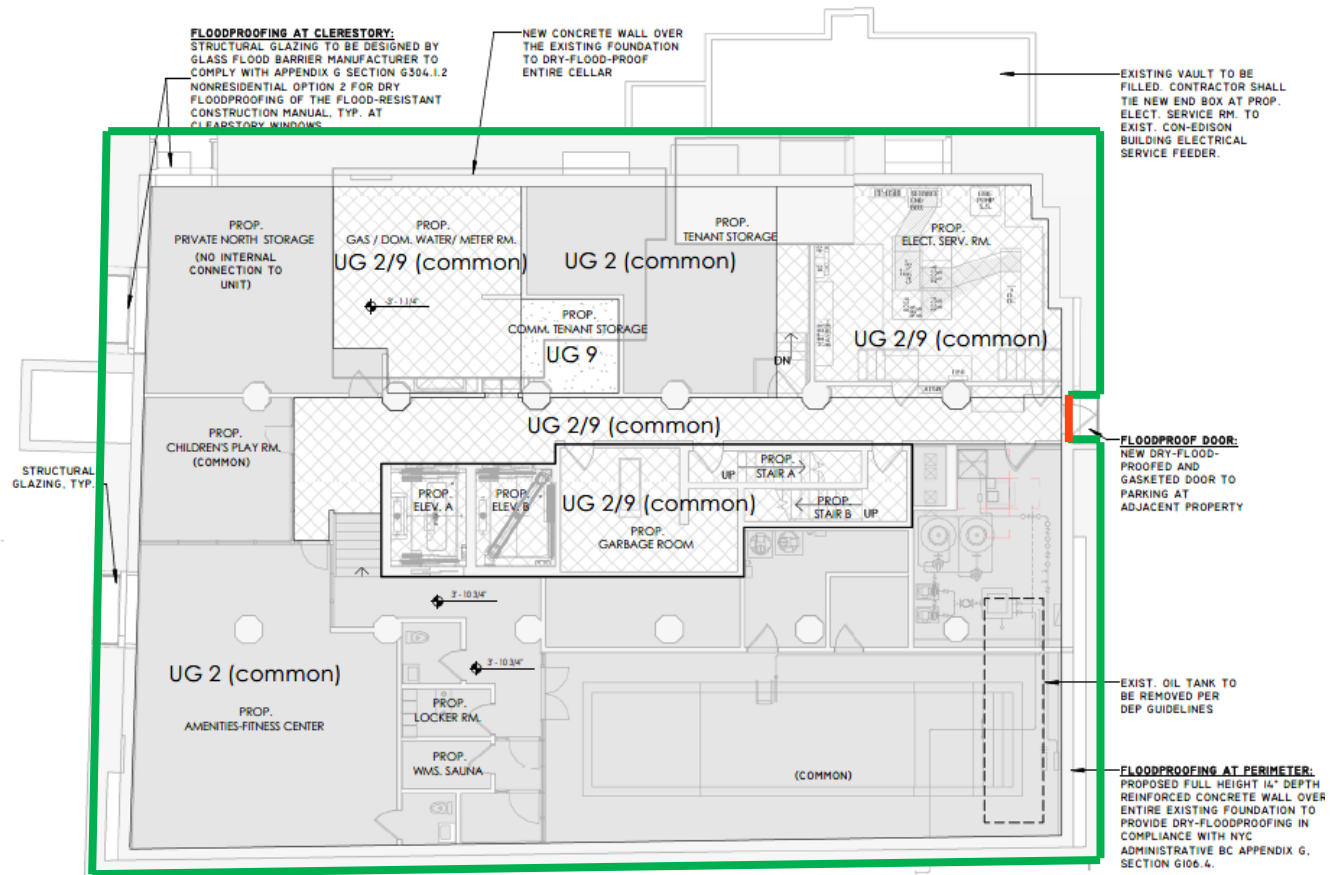 FLOODPROOFING AT CLERESTORY:
STRUCTURAL GLAZING TO BE DESIGNED BY
GLASS FLOOD BARRIER MANUFACTURER TO
COMPLY WITH APPENDIX G SECTION G304.1.2
NONRESIDENTIAL OPTION 2 FOR DRY
FLOODPROOFING OF THE FLOOD-RESISTANT
CONSTRUCTION MANUAL, TYP. AT
CLEARSTORY WINDOWS
NEW CONCRETE WALL OVER
THE EXISTING FOUNDATION
TO DRY-FLOOD-PROOF
ENTIRE CELLAR
EXISTING VAULT TO BE
FILLED. CONTRACTOR SHALL
TIE NEW END BOX AT PROP.
ELECT. SERVICE RM. TO
EXIST. CON-EDISON
BUILDING ELECTRICAL
SERVICE FEEDER.
PROP.
PRIVATE NORTH STORAGE
(NO INTERNAL
CONNECTION TO
UNIT)
PROP.
GAS / DOM. WATER/ METER RM.
UG 2/9 (common)
-3'-1 1/4"
UG 2 (common)
PROP.
TENANT STORAGE
PROP.
COMM. TENANT STORAGE
UG 9
SERVICE
END
BOX
PROP.
ELECT. SERV. RM.
UG 2/9 (common)
DN
UG 2/9 (common)
PROP.
CHILDREN'S PLAY RM.
(COMMON)
STRUCTURAL
GLAZING, TYP.
FLOODPROOF DOOR:
NEW DRY-FLOOD-
PROOFED AND
GASKETED DOOR TO
PARKING AT
ADJACENT PROPERTY
PROP.
ELEV. A
PROP.
ELEV. B
UG 2/9 (common)
PROP.
GARBAGE ROOM
UP
PROP.
STAIR A
PROP.
STAIR B
UP
3'-10 3/4"
3'-10 3/4"
UG 2 (common)
PROP.
AMENITIES-FITNESS CENTER
PROP.
LOCKER RM.
PROP.
WMS. SAUNA
(COMMON)
EXIST. OIL TANK TO
BE REMOVED PER
DEP GUIDELINES
FLOODPROOFING AT PERIMETER:
PROPOSED FULL HEIGHT 14" DEPTH
REINFORCED CONCRETE WALL OVER
ENTIRE EXISTING FOUNDATION TO
PROVIDE DRY-FLOODPROOFING IN
COMPLIANCE WITH NYC
ADMINISTRATIVE BC APPENDIX G,
SECTION G106.4.